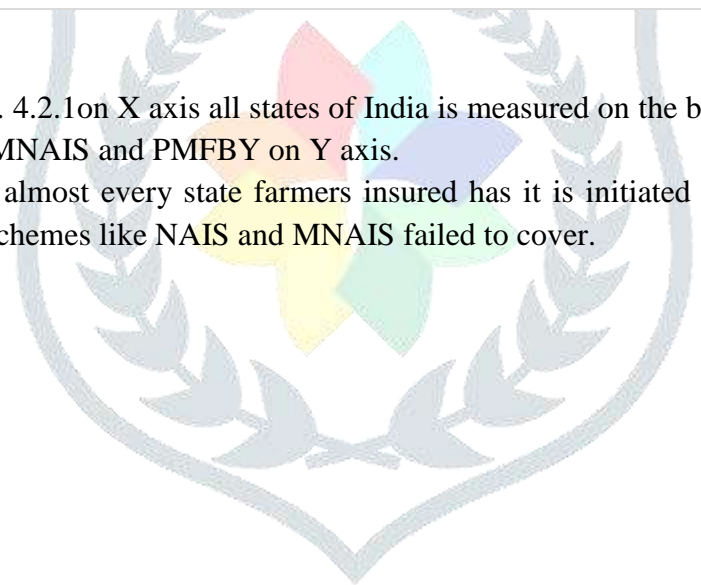 . 4.2.1on X axis all states of India is measured on the b
MNAIS and PMFBY on Y axis.
almost every state farmers insured has it is initiated
chemes like NAIS and MNAIS failed to cover.